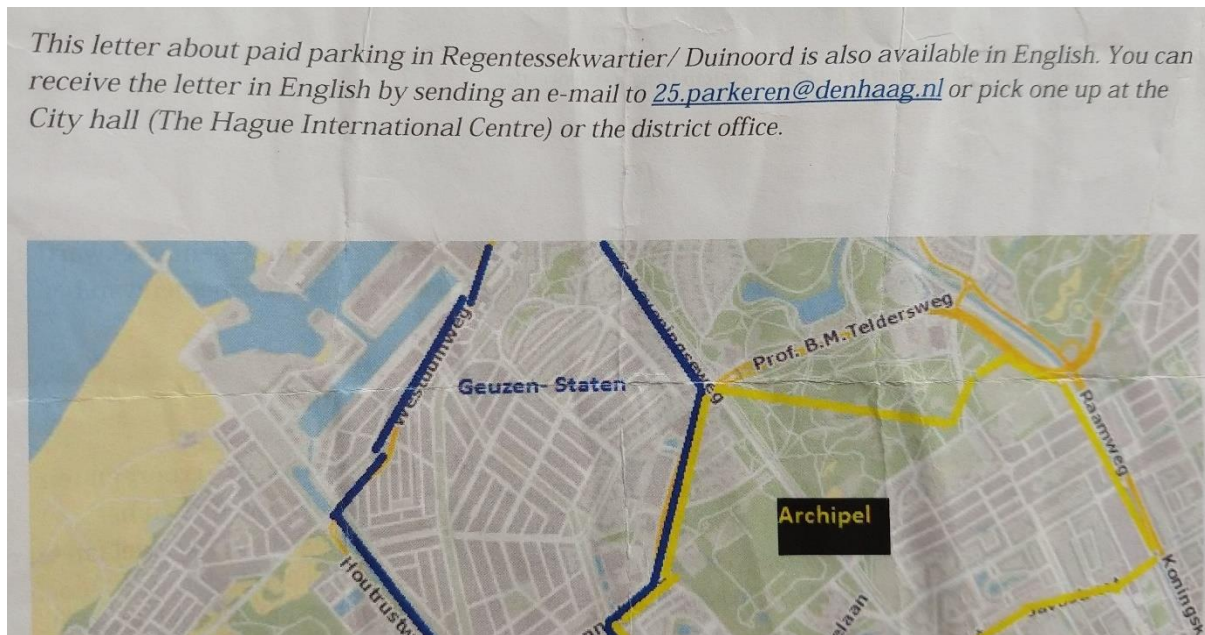 This letter about paid parking in Regentessekwartier/ Duinoord is also available in English. You can
receive the letter in English by sending an e-mail to 25.parkeren@denhaag.nl or pick one up at the
City hall (The Hague International Centre) or the district office.
Prof. B.M. Teldersweg
Geuzen- Staten
Raamweg
Archipel